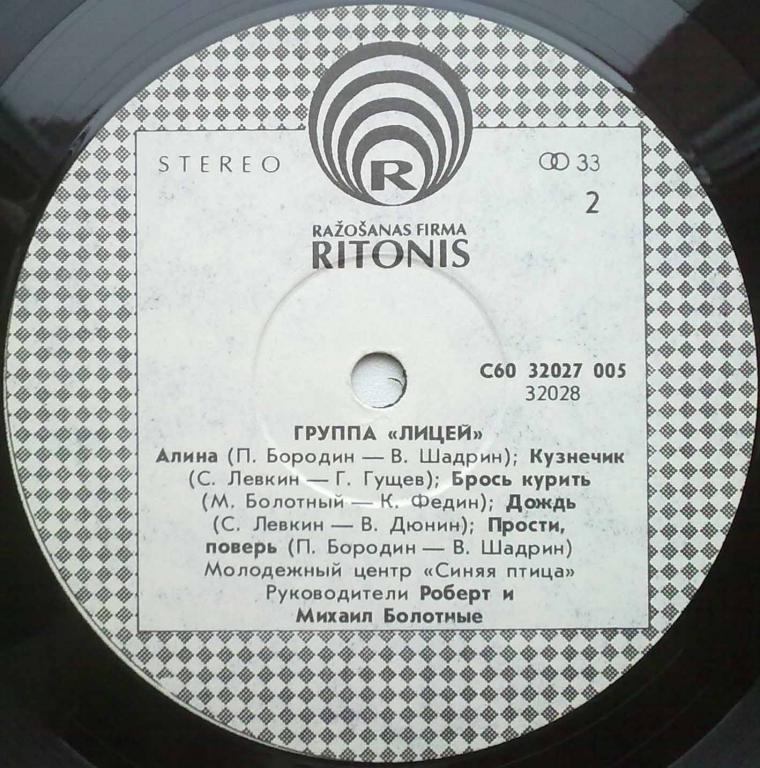 STEREO
33
2
R
RAŽOŠANAS FIRMA
RITONIS
С60 32027 005
32028
ГРУППА «ЛИЦЕЙ»
Алина (П. Бородин — В. Шадрин); Кузнечик
(С. Левкин — Г. Гущев); Брось курить
(М. Болотный — К. Федин); Дождь
(С. Левкин — В. Дюнин); Прости,
поверь (П. Бородин — В. Шадрин)
Молодежный центр «Синяя птица»
Руководители Роберт и
Михаил Болотные